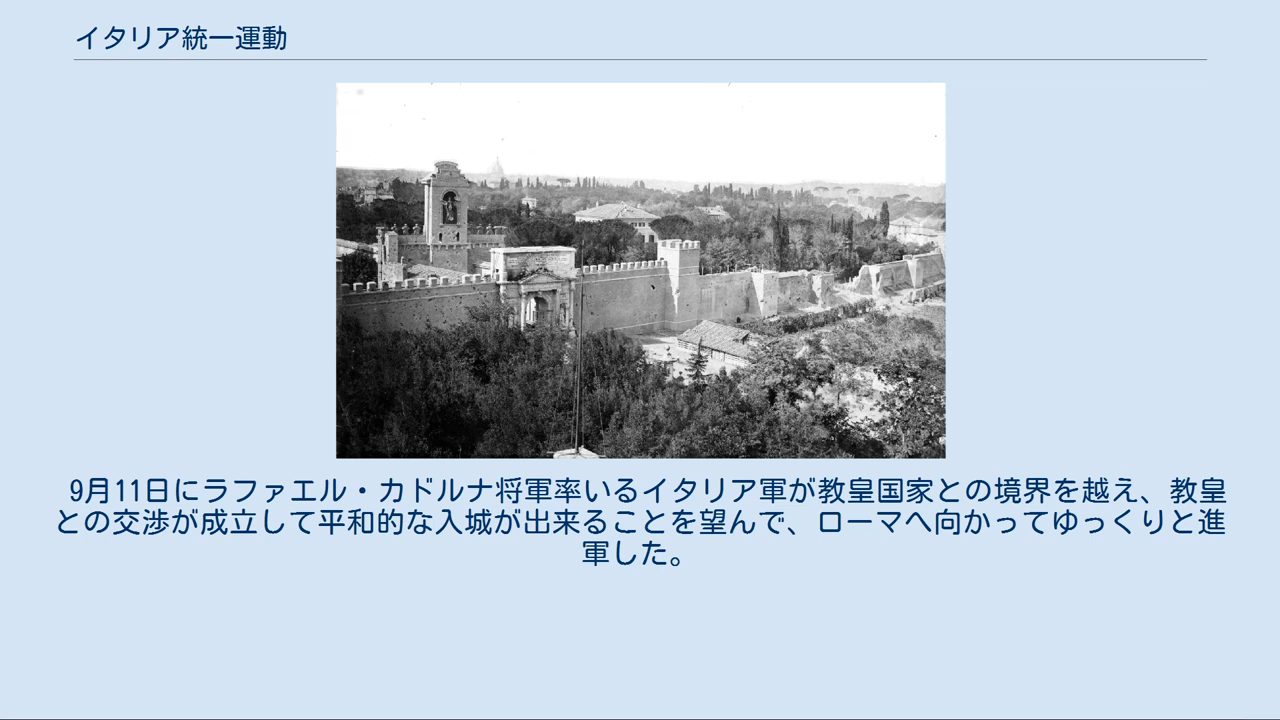 イタリア統一運動
9月11日にラファエル・カドルナ将軍率いるイタリア軍が教皇国家との境界を越え、教皇
との交渉が成立して平和的な入城が出来ることを望んで、ローマへ向かってゆっくりと進
軍した。